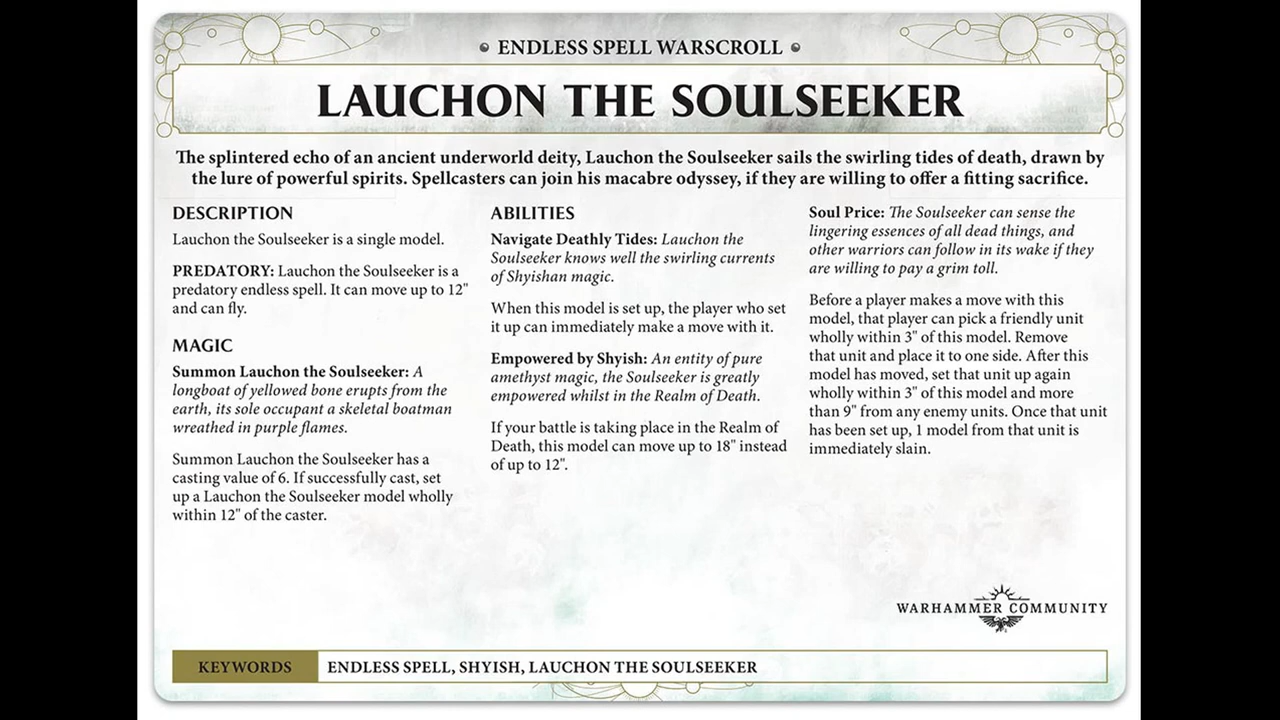 • ENDLESS SPELL WARSCROLL •
LAUCHON THE SOULSEEKER
The splintered echo of an ancient underworld deity, Lauchon the Soulseeker sails the swirling tides of death, drawn by
the lure of powerful spirits. Spellcasters can join his macabre odyssey, if they are willing to offer a fitting sacrifice.
DESCRIPTION
Lauchon the Soulseeker is a single model.
PREDATORY: Lauchon the Soulseeker is a
predatory endless spell. It can move up to 12"
and can fly.
MAGIC
Summon Lauchon the Soulseeker: A
longboat of yellowed bone erupts from the
earth, its sole occupant a skeletal boatman
wreathed in purple flames.
Summon Lauchon the Soulseeker has a
casting value of 6. If successfully cast, set
up a Lauchon the Soulseeker model wholly
within 12" of the caster.
ABILITIES
Navigate Deathly Tides: Lauchon the
Soulseeker knows well the swirling currents
of Shyishan magic.
When this model is set up, the player who set
it up can immediately make a move with it.
Empowered by Shyish: An entity of pure
amethyst magic, the Soulseeker is greatly
empowered whilst in the Realm of Death.
If your battle is taking place in the Realm of
Death, this model can move up to 18" instead
of up to 12".
Soul Price: The Soulseeker can sense the
lingering essences of all dead things, and
other warriors can follow in its wake if they
are willing to pay a grim toll.
Before a player makes a move with this
model, that player can pick a friendly unit
wholly within 3" of this model. Remove
that unit and place it to one side. After this
model has moved, set that unit up again
wholly within 3" of this model and more
than 9" from any enemy units. Once that unit
has been set up, 1 model from that unit is
immediately slain.
WARHAMMER COMMUNITY
KEYWORDS
ENDLESS SPELL, SHYISH, LAUCHON THE SOULSEEKER